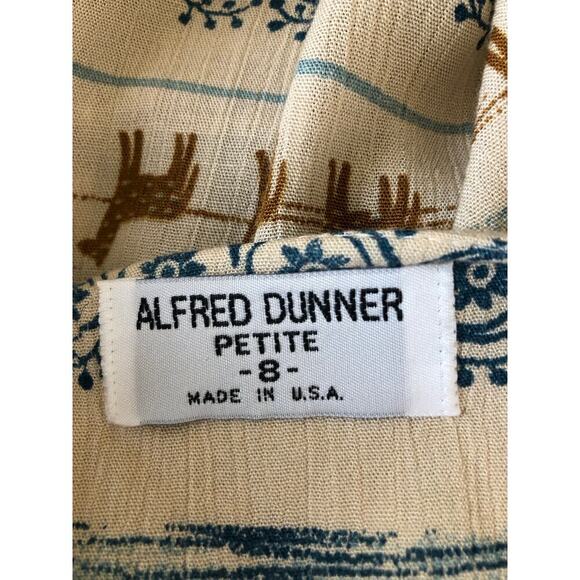 ALFRED DUNNER
PETITE
-8-
MADE IN U.S.A.